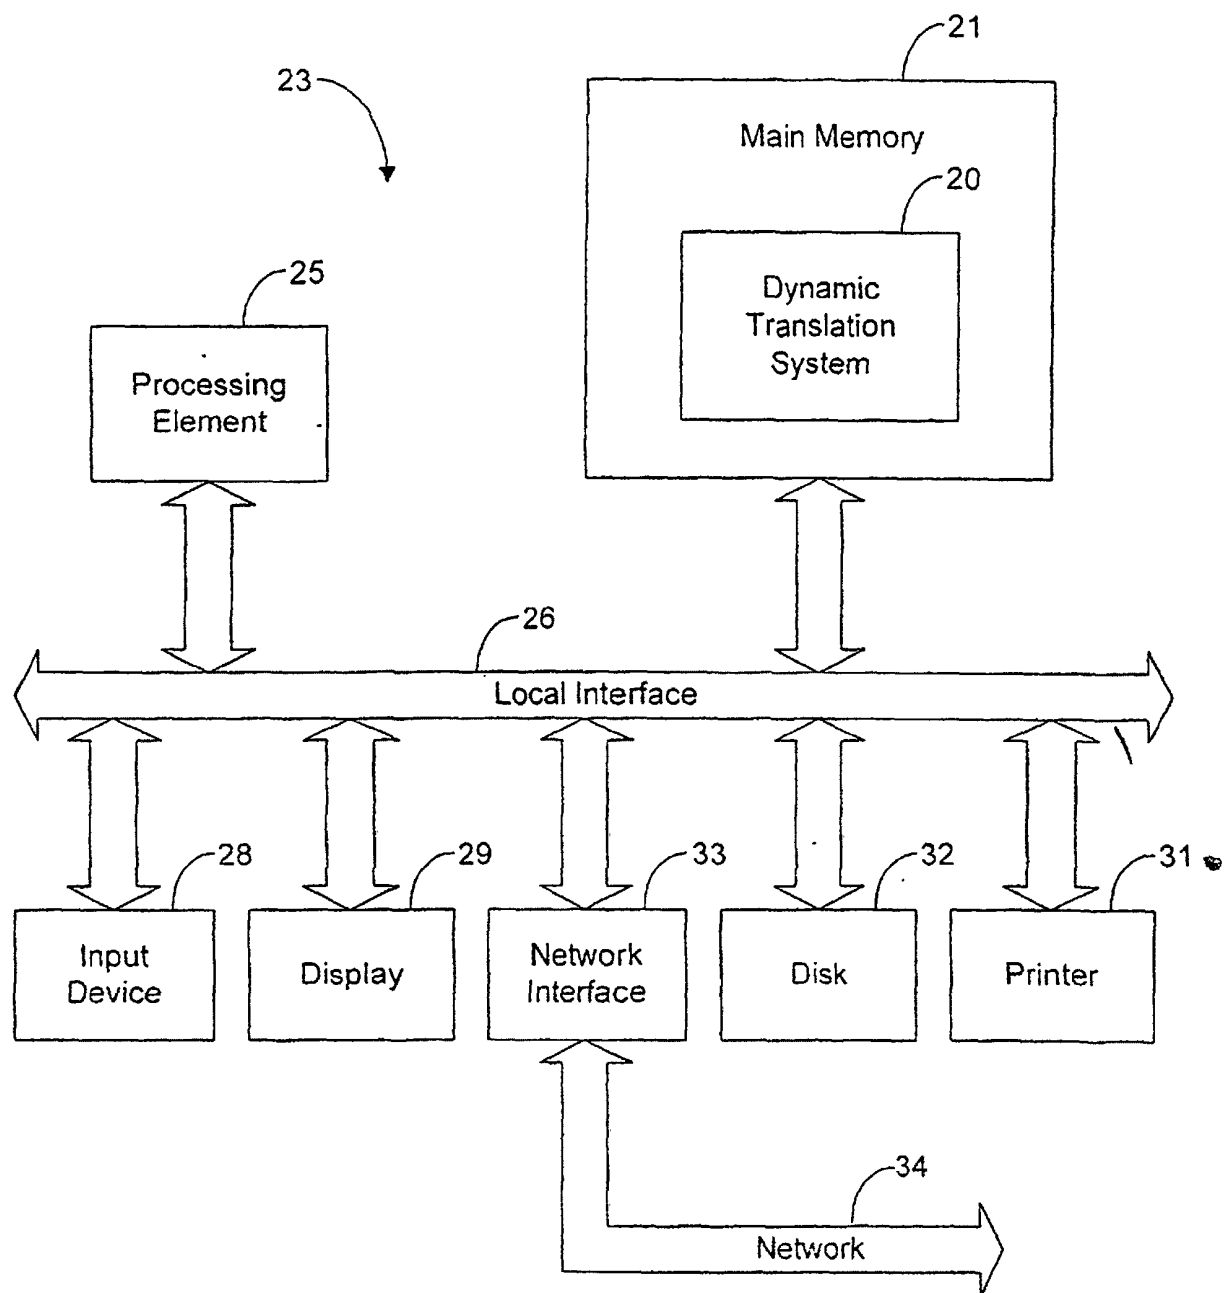 21
23
Main Memory
20
25
Dynamic
Translation
System
Processing
Element
26
Local Interface
28
29
33
32
31
Input
Device
Display
Network
Interface
Disk
Printer
34
Network